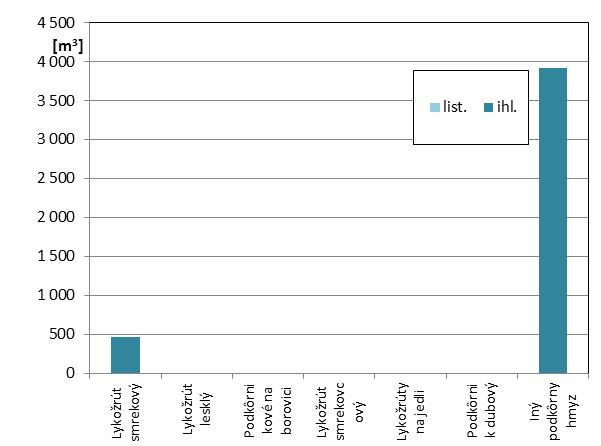 4 500
[m³]
4 000
3 500
3 000
2 500
2 000
1 500
1 000
500
0
list.
ihl.
Lykožrút
smrekový
Lykožrút
lesklý
Podkôrni
kové na
borovici
Lykožrút
smrekovc
ový
Lykožrúty
na jedli
Podkôrni
k dubový
Iný
podkôrny
hmyz